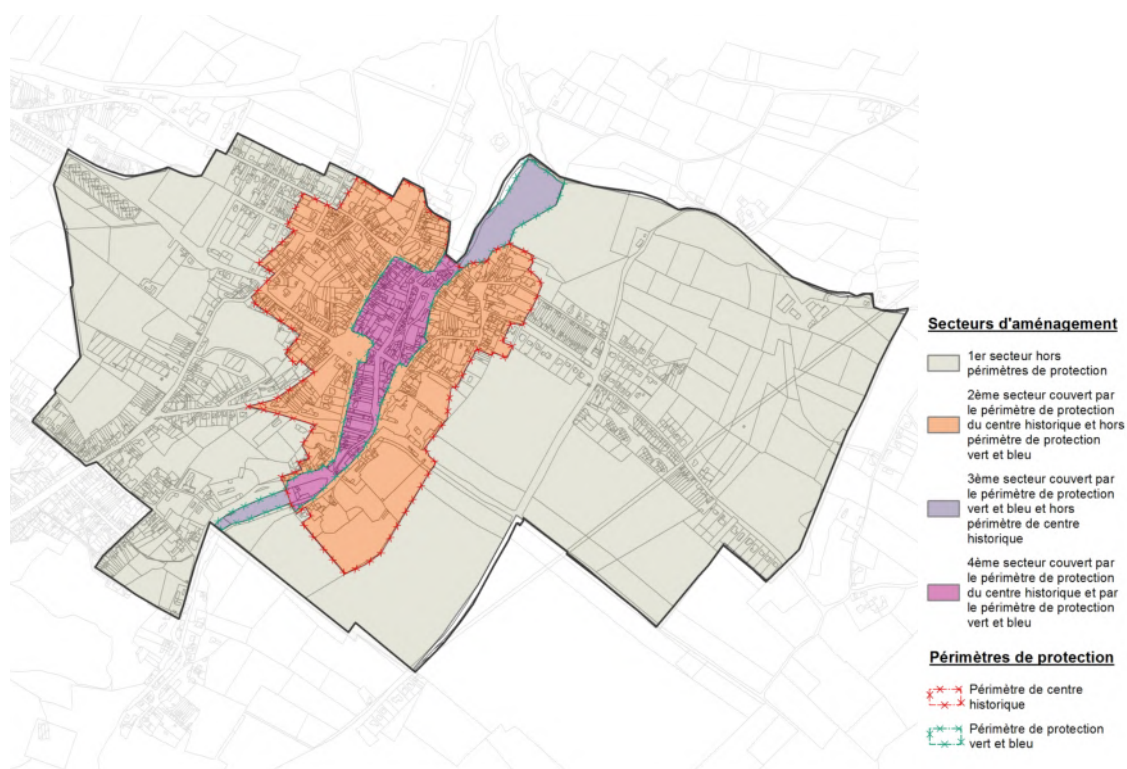 Secteurs d'aménagement
1er secteur hors
périmètres de protection
2ème secteur couvert par
le périmètre de protection
du centre historique et hors
périmètre de protection
vert et bleu
3ème secteur couvert par
le périmètre de protection
vert et bleu et hors
périmètre de centre
historique
4ème secteur couvert par
le périmètre de protection
du centre historique et par
le périmètre de protection
vert et bleu
Périmètres de protection
Périmètre de centre
historique
Périmètre de protection
vert et bleu